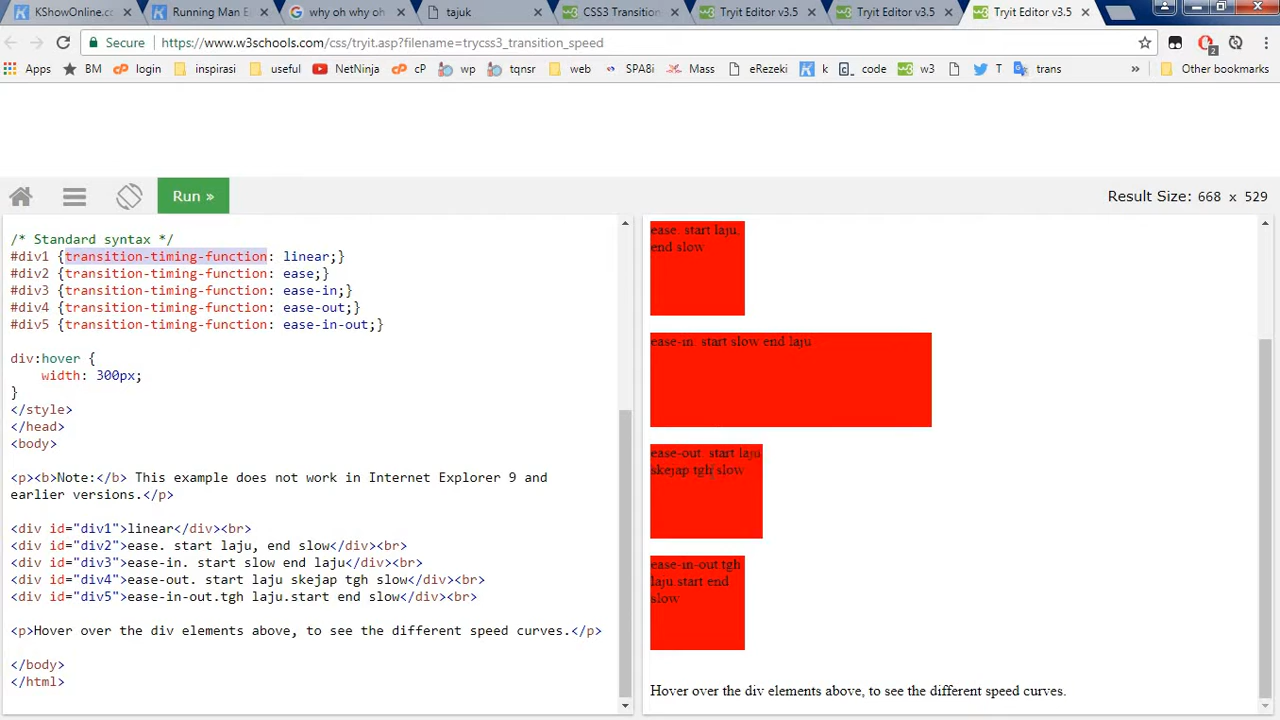 KShowOnline.c
Running Man E
why oh why oh
tajuk
CSS3 Transition
Tryit Editor v3.5
Tryit Editor v3.5
Tryit Editor v3.5
Secure https://www.w3schools.com/css/tryit.asp?filename=trycss3_transition_speed
Apps BM login inspirasi useful NetNinja cP wp tqnsr web SPA8i Mass eRezeki k code w3 T trans » Other bookmarks
Run »
Result Size: 668 x 529
/* Standard syntax */
#div1 {transition-timing-function: linear;}
#div2 {transition-timing-function: ease;}
#div3 {transition-timing-function: ease-in;}
#div4 {transition-timing-function: ease-out;}
#div5 {transition-timing-function: ease-in-out;}
div:hover {
width: 300px;
}
</style>
</head>
<body>
<p><b>Note:</b> This example does not work in Internet Explorer 9 and
earlier versions.</p>
<div id="div1">linear</div><br>
<div id="div2">ease. start laju, end slow</div><br>
<div id="div3">ease-in. start slow end laju</div><br>
<div id="div4">ease-out. start laju skejap tgh slow</div><br>
<div id="div5">ease-in-out.tgh laju.start end slow</div><br>
<p>Hover over the div elements above, to see the different speed curves.</p>
</body>
</html>
ease. start laju,
end slow
ease-in. start slow end laju
ease-out. start laju
skejap tgh slow
ease-in-out.tgh
laju.start end
slow
Hover over the div elements above, to see the different speed curves.